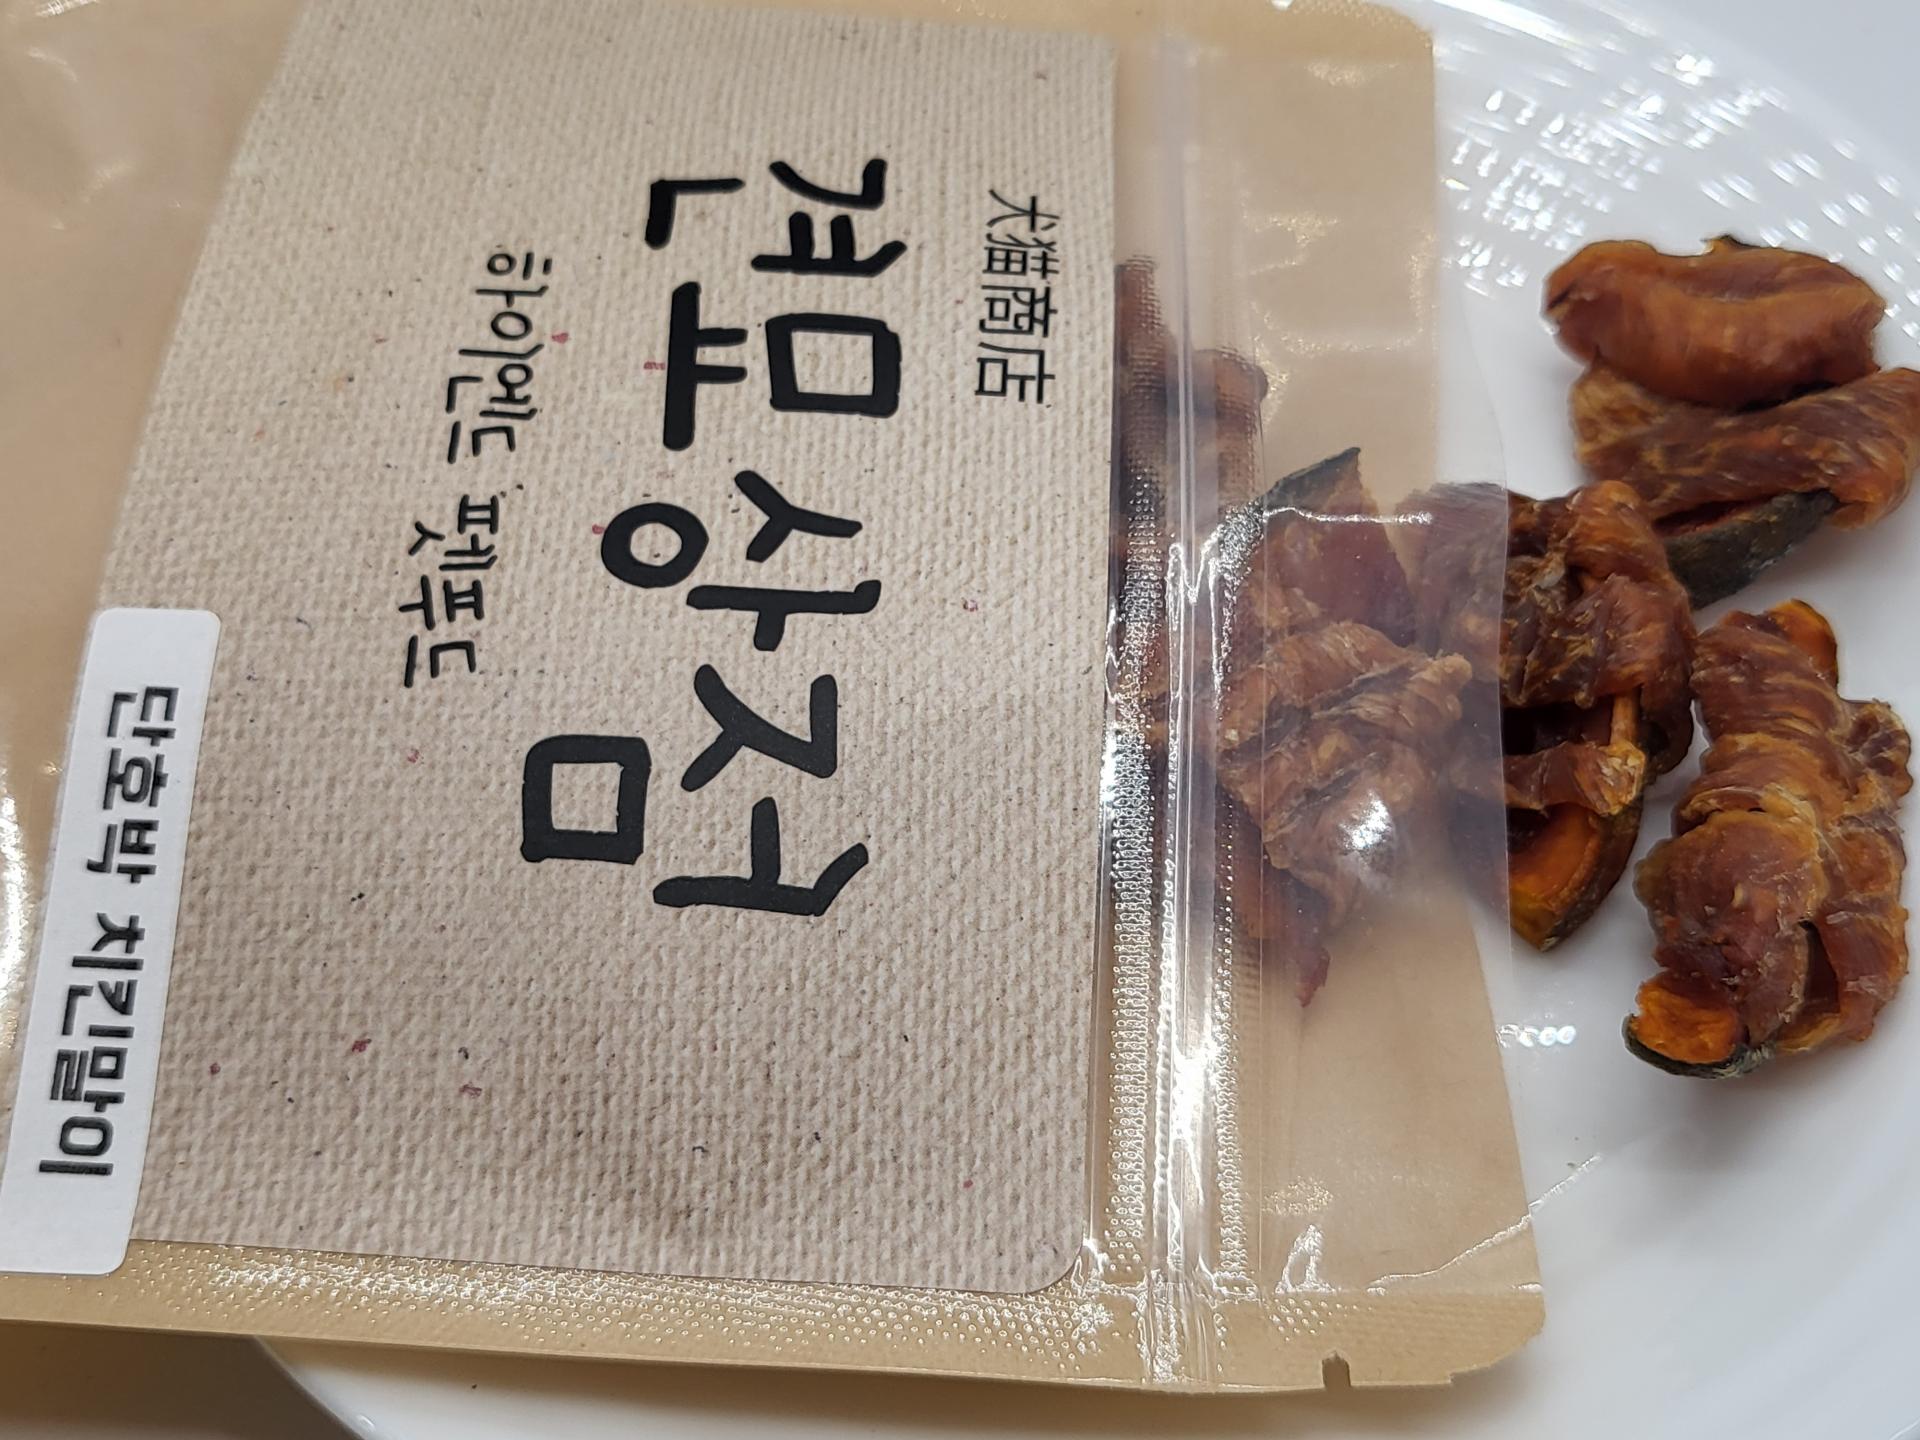 犬猫商店
견묘상점
하이엔드 펫푸드
단호박 치킨말이